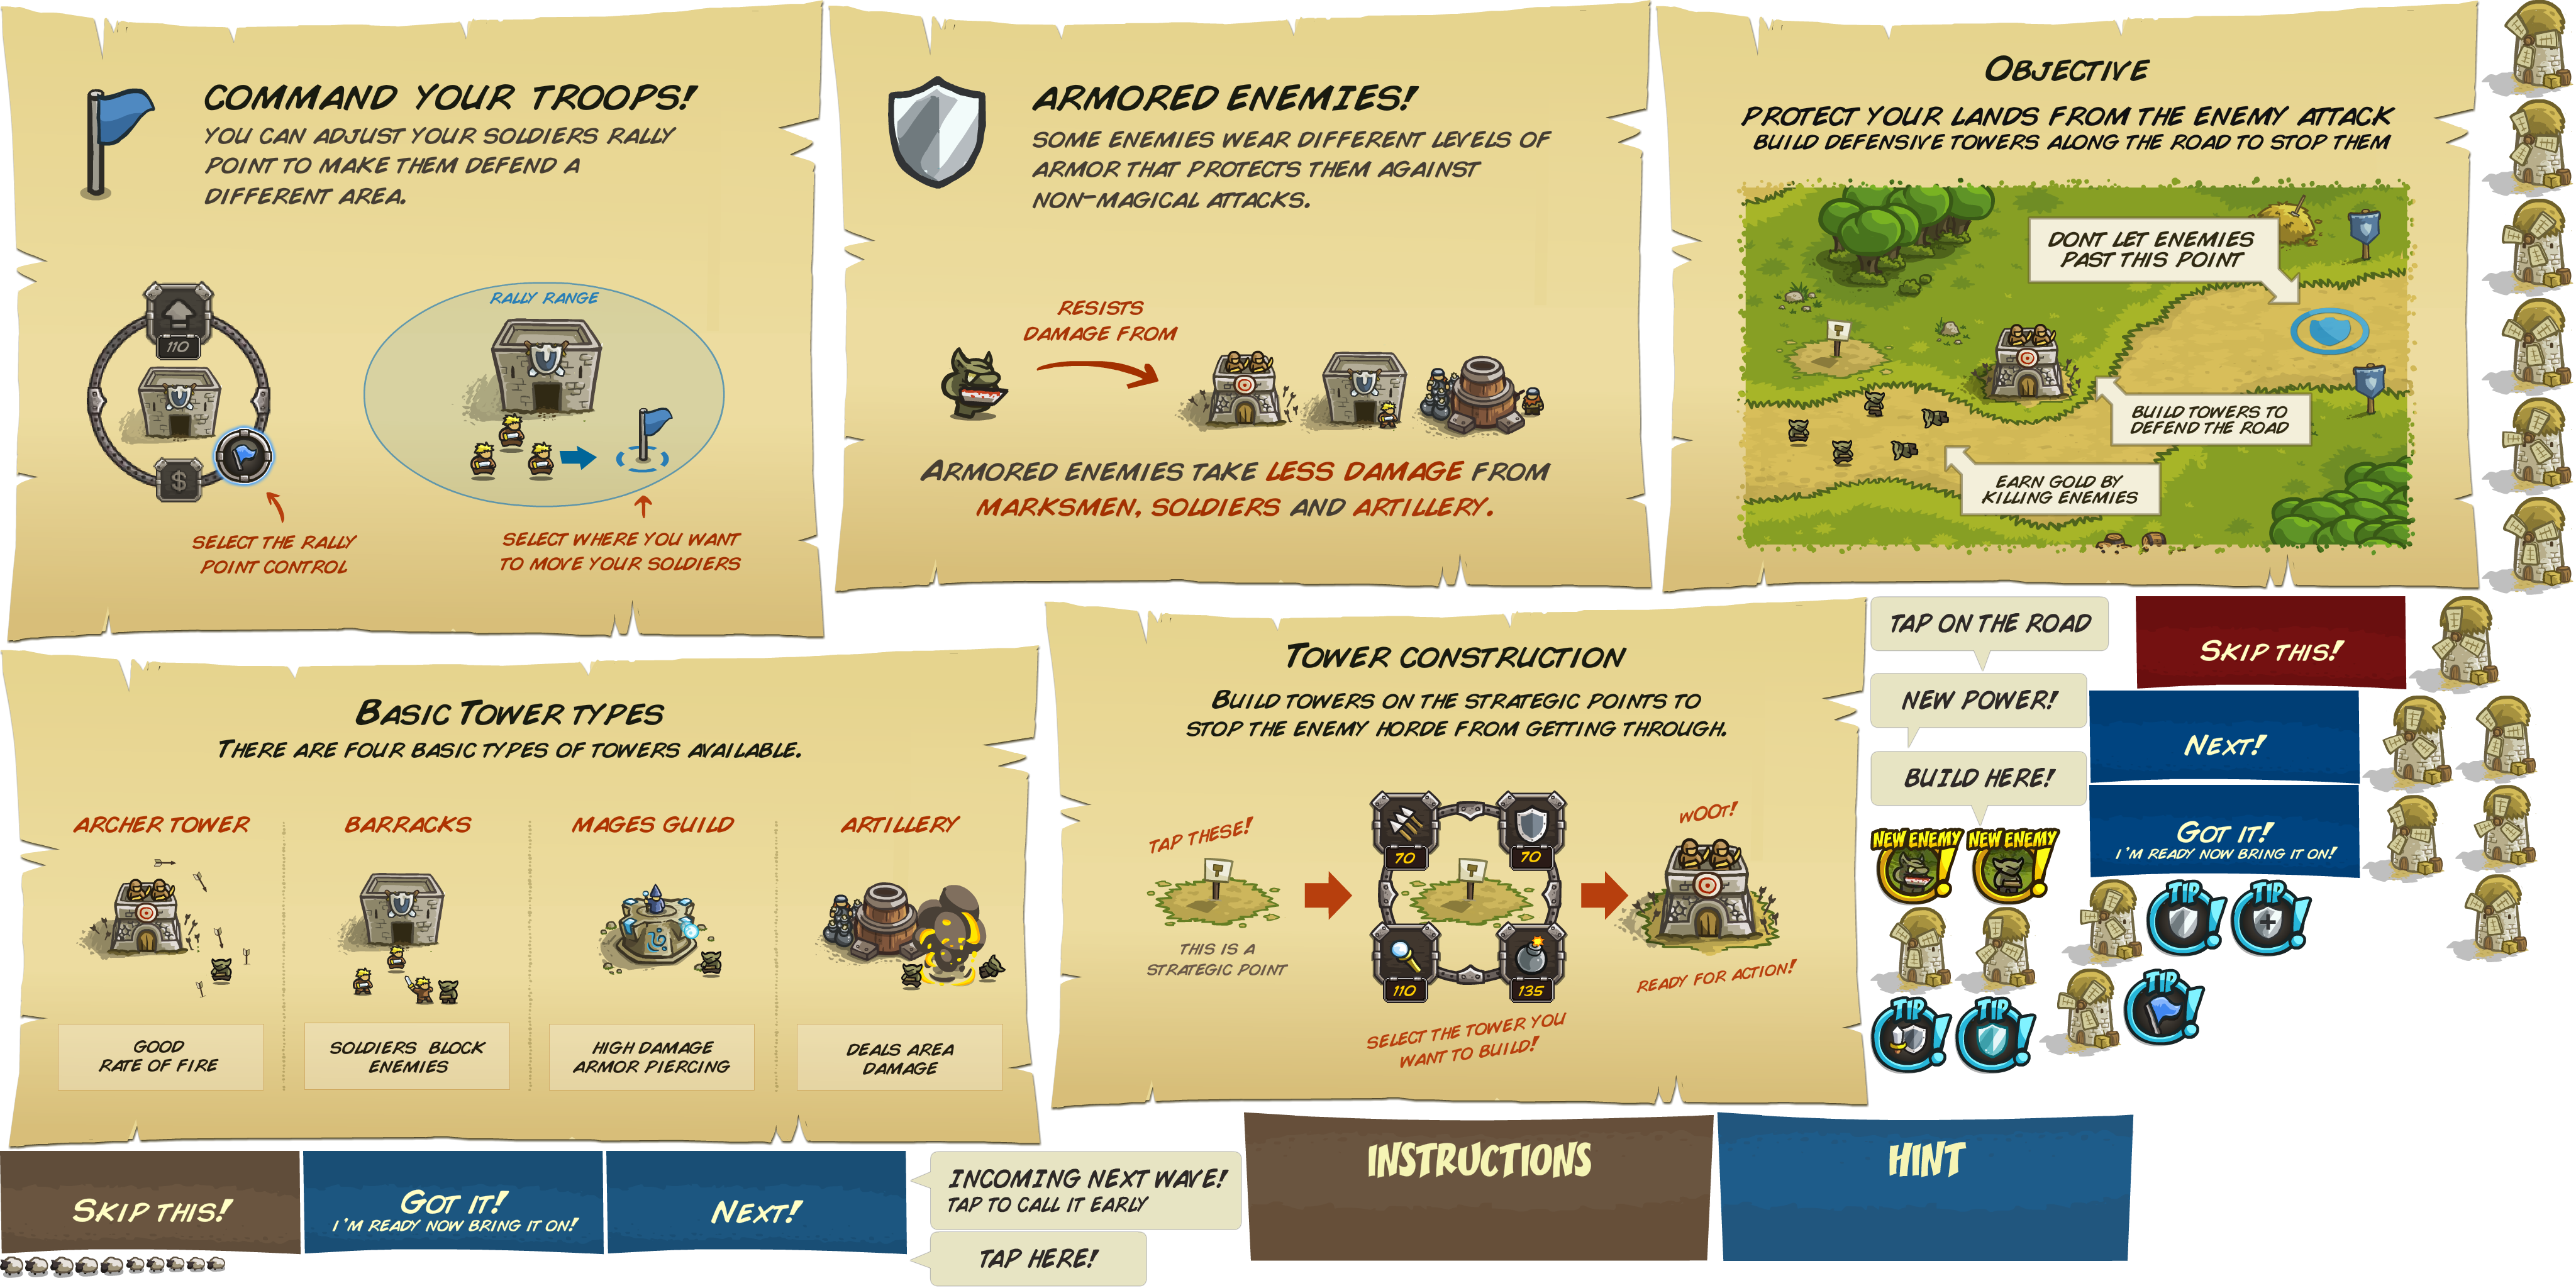 COMMAND YOUR TROOPS!
YOU CAN ADJUST YOUR SOLDIERS RALLY
POINT TO MAKE THEM DEFEND A
DIFFERENT AREA.
110
$
SELECT THE RALLY
POINT CONTROL
RALLY RANGE
SELECT WHERE YOU WANT
TO MOVE YOUR SOLDIERS
ARMORED ENEMIES!
SOME ENEMIES WEAR DIFFERENT LEVELS OF
ARMOR THAT PROTECTS THEM AGAINST
NON-MAGICAL ATTACKS.
RESISTS
DAMAGE FROM
ARMORED ENEMIES TAKE LESS DAMAGE FROM
MARKSMEN, SOLDIERS AND ARTILLERY.
OBJECTIVE
PROTECT YOUR LANDS FROM THE ENEMY ATTACK
BUILD DEFENSIVE TOWERS ALONG THE ROAD TO STOP THEM
DONT LET ENEMIES
PAST THIS POINT
BUILD TOWERS TO
DEFEND THE ROAD
EARN GOLD BY
KILLING ENEMIES
BASIC TOWER TYPES
THERE ARE FOUR BASIC TYPES OF TOWERS AVAILABLE.
ARCHER TOWER
GOOD
RATE OF FIRE
BARRACKS
SOLDIERS BLOCK
ENEMIES
MAGES GUILD
HIGH DAMAGE
ARMOR PIERCING
ARTILLERY
DEALS AREA
DAMAGE
TOWER CONSTRUCTION
BUILD TOWERS ON THE STRATEGIC POINTS TO
STOP THE ENEMY HORDE FROM GETTING THROUGH.
TAP THESE!
THIS IS A
STRATEGIC POINT
70
70
110
135
SELECT THE TOWER YOU
WANT TO BUILD!
WOOT!
READY FOR ACTION!
TAP ON THE ROAD
NEW POWER!
BUILD HERE!
SKIP THIS!
NEXT!
GOT IT!
I'M READY NOW BRING IT ON!
NEW ENEMY
NEW ENEMY
TIP
TIP
TIP
TIP
TIP
SKIP THIS!
GOT IT!
I'M READY NOW BRING IT ON!
NEXT!
INCOMING NEXT WAVE!
TAP TO CALL IT EARLY
TAP HERE!
INSTRUCTIONS
HINT